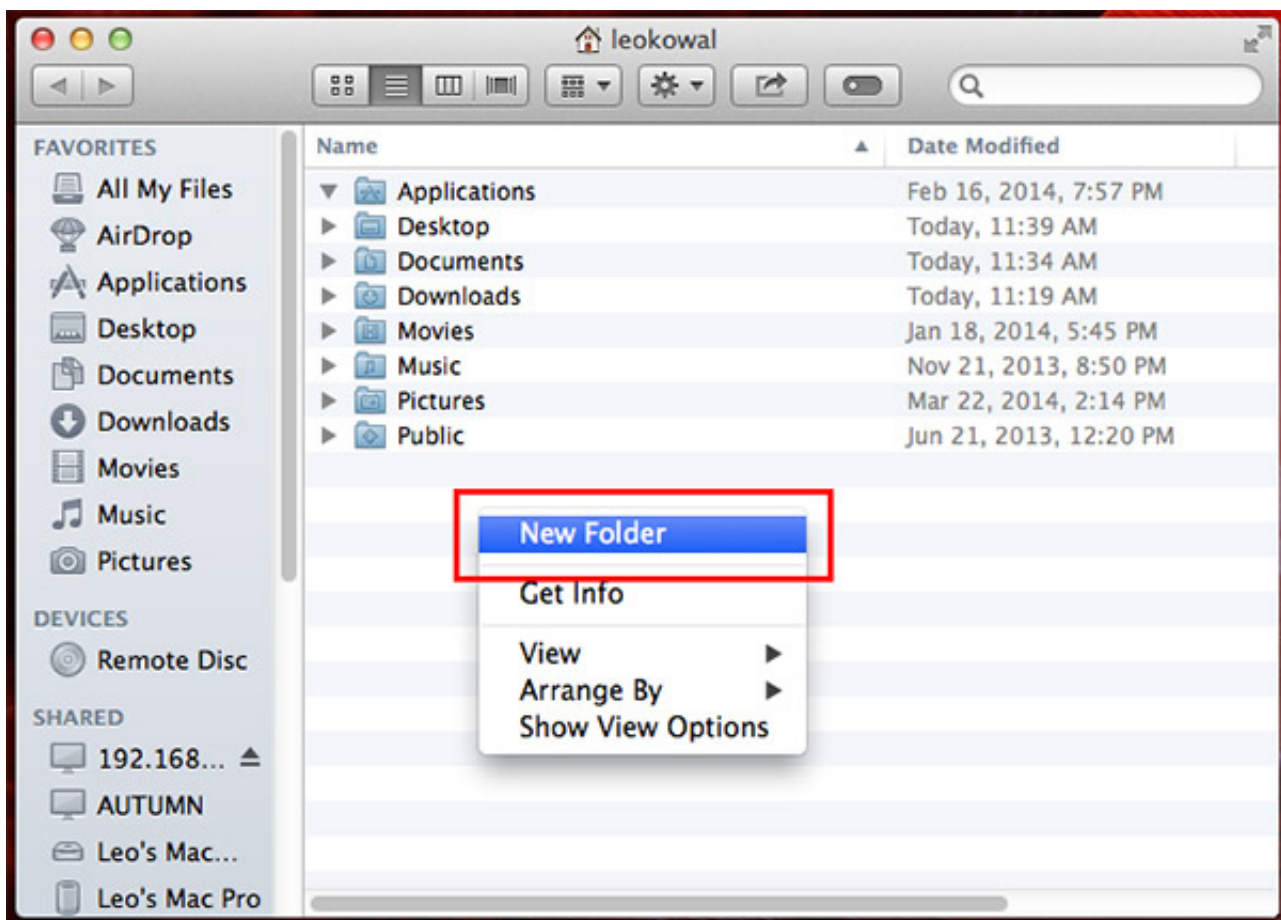 leokowal
FAVORITES
All My Files
AirDrop
Applications
Desktop
Documents
Downloads
Movies
Music
Pictures
DEVICES
Remote Disc
SHARED
192.168...
AUTUMN
Leo's Mac...
Leo's Mac Pro
Name Date Modified
Applications Feb 16, 2014, 7:57 PM
Desktop Today, 11:39 AM
Documents Today, 11:34 AM
Downloads Today, 11:19 AM
Movies Jan 18, 2014, 5:45 PM
Music Nov 21, 2013, 8:50 PM
Pictures Mar 22, 2014, 2:14 PM
Public Jun 21, 2013, 12:20 PM
New Folder
Get Info
View
Arrange By
Show View Options